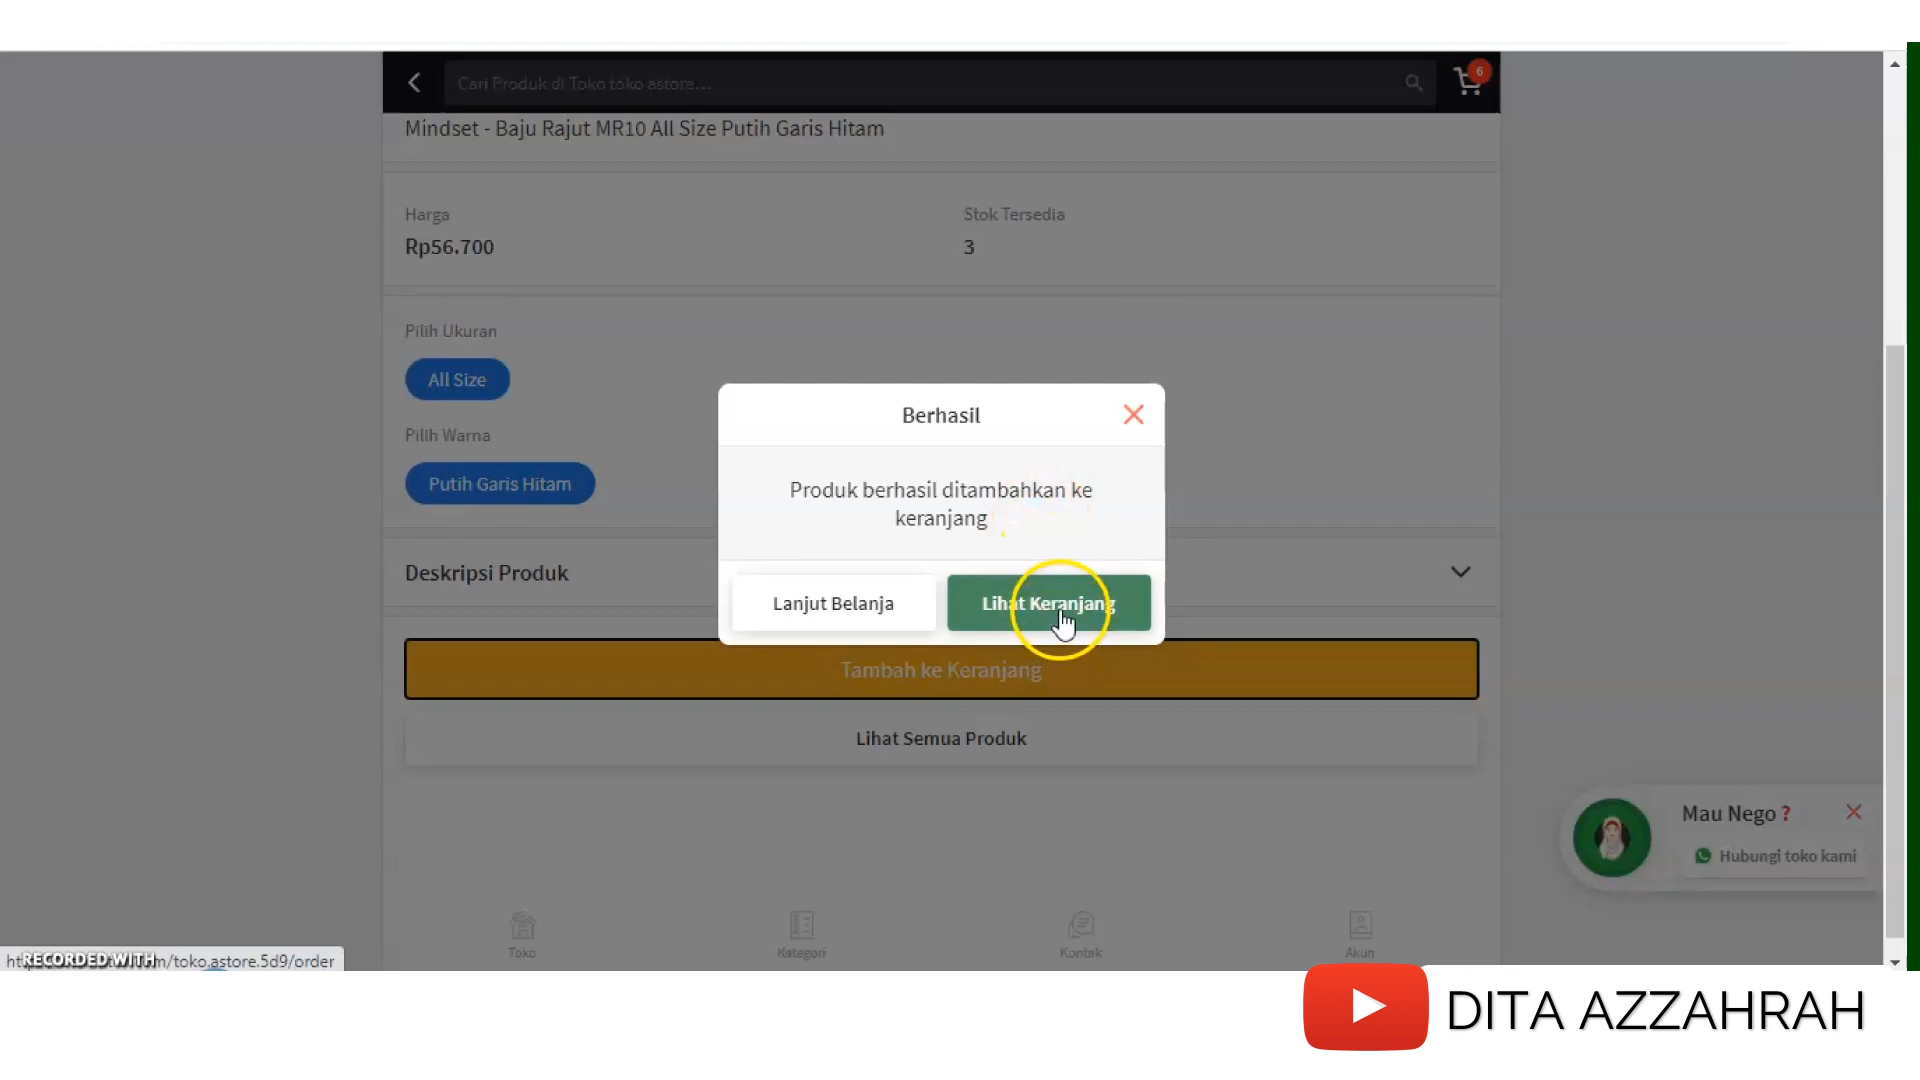 Cari Produk di Toko toko astore...
6
Mindset - Baju Rajut MR10 All Size Putih Garis Hitam
Harga
Stok Tersedia
Rp56.700
3
Pilih Ukuran
All Size
Pilih Warna
Putih Garis Hitam
Berhasil
Produk berhasil ditambahkan ke
keranjang
Lanjut Belanja
Lihat Keranjang
Deskripsi Produk
Tambah ke Keranjang
Lihat Semua Produk
Mau Nego ?
Hubungi toko kami
Toko
Kategori
Kontak
Akun
RECORDED WITH
m/toko.astore.5d9/order
DITA AZZAHRAH